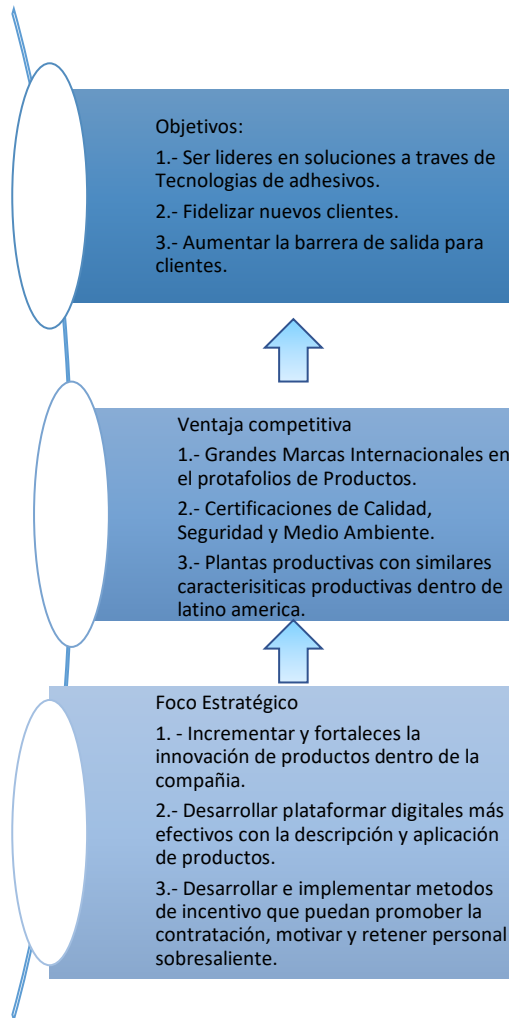 Objetivos:
1.- Ser lideres en soluciones a traves de
Tecnologias de adhesivos.
2.- Fidelizar nuevos clientes.
3.- Aumentar la barrera de salida para
clientes.
Ventaja competitiva
1.- Grandes Marcas Internacionales en
el protafolios de Productos.
2.- Certificaciones de Calidad,
Seguridad y Medio Ambiente.
3.- Plantas productivas con similares
caracterisiticas productivas dentro de
latino america.
Foco Estratégico
1. - Incrementar y fortaleces la
innovación de productos dentro de la
compañia.
2.- Desarrollar plataformar digitales más
efectivos con la descripción y aplicación
de productos.
3.- Desarrollar e implementar metodos
de incentivo que puedan promober la
contratación, motivar y retener personal
sobresaliente.